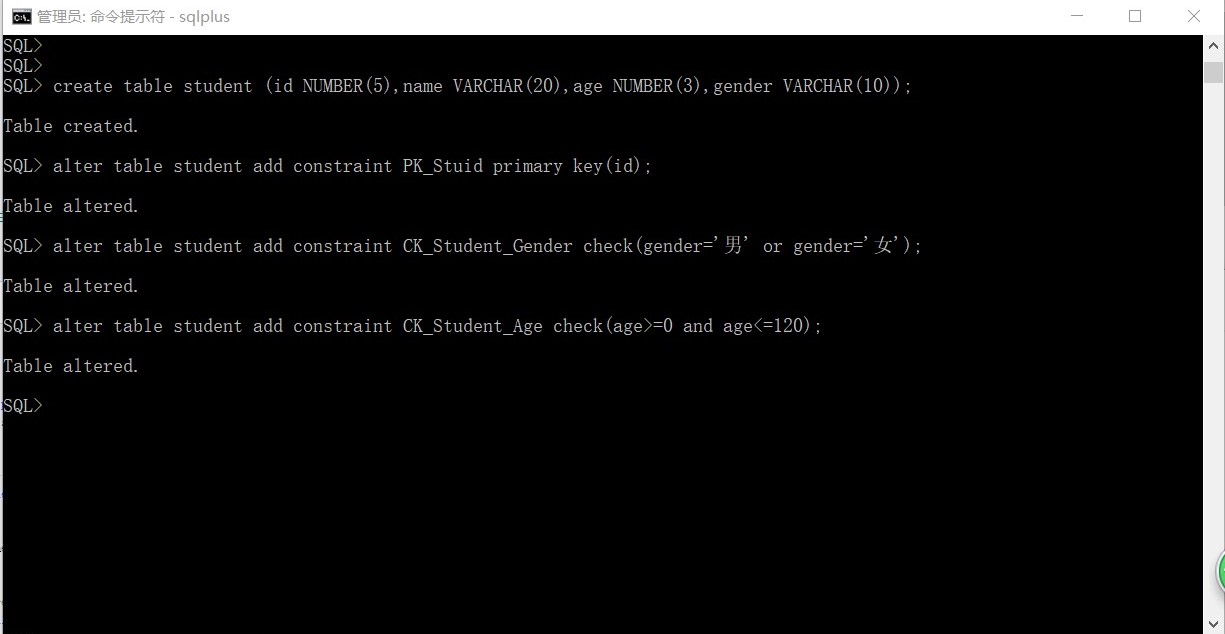 管理员: 命令提示符 - sqlplus
SQL>
SQL>
SQL> create table student (id NUMBER(5),name VARCHAR(20),age NUMBER(3),gender VARCHAR(10));
Table created.
SQL> alter table student add constraint PK_Stuid primary key(id);
Table altered.
SQL> alter table student add constraint CK_Student_Gender check(gender='男' or gender='女');
Table altered.
SQL> alter table student add constraint CK_Student_Age check(age>=0 and age<=120);
Table altered.
SQL>